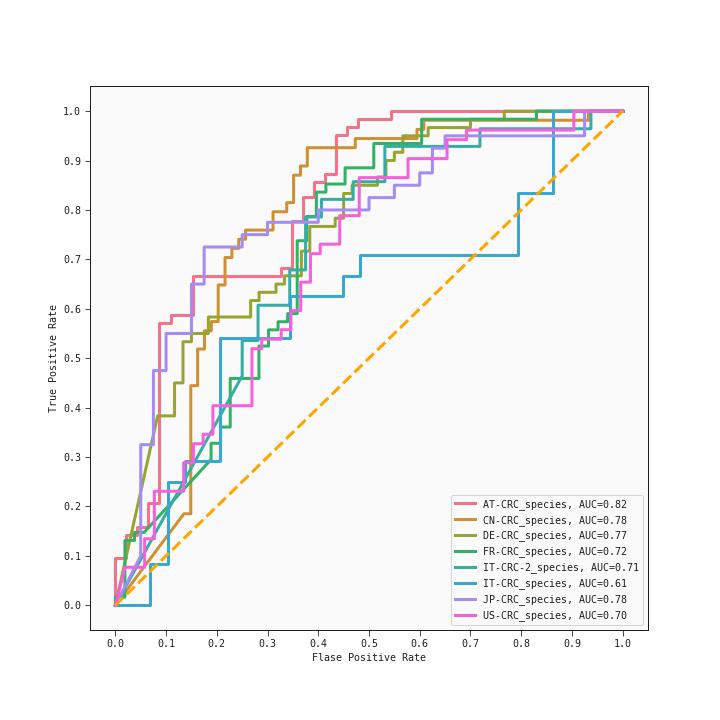 1.0
0.9
0.8
0.7
0.6
0.5
0.4
0.3
0.2
0.1
0.0
True Positive Rate
AT-CRC_species, AUC=0.82
CN-CRC_species, AUC=0.78
DE-CRC_species, AUC=0.77
FR-CRC_species, AUC=0.72
IT-CRC-2_species, AUC=0.71
IT-CRC_species, AUC=0.61
JP-CRC_species, AUC=0.78
US-CRC_species, AUC=0.70
0.0 0.1 0.2 0.3 0.4 0.5 0.6 0.7 0.8 0.9 1.0
Flase Positive Rate